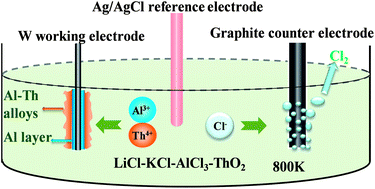 Ag/AgCl reference electrode
W working electrode
Graphite counter electrode
Cl₂
Al-Th
alloys
Al layer
Al³⁺
Th⁴⁺
Cl⁻
LiCl-KCl-AlCl₃-ThO₂
800K